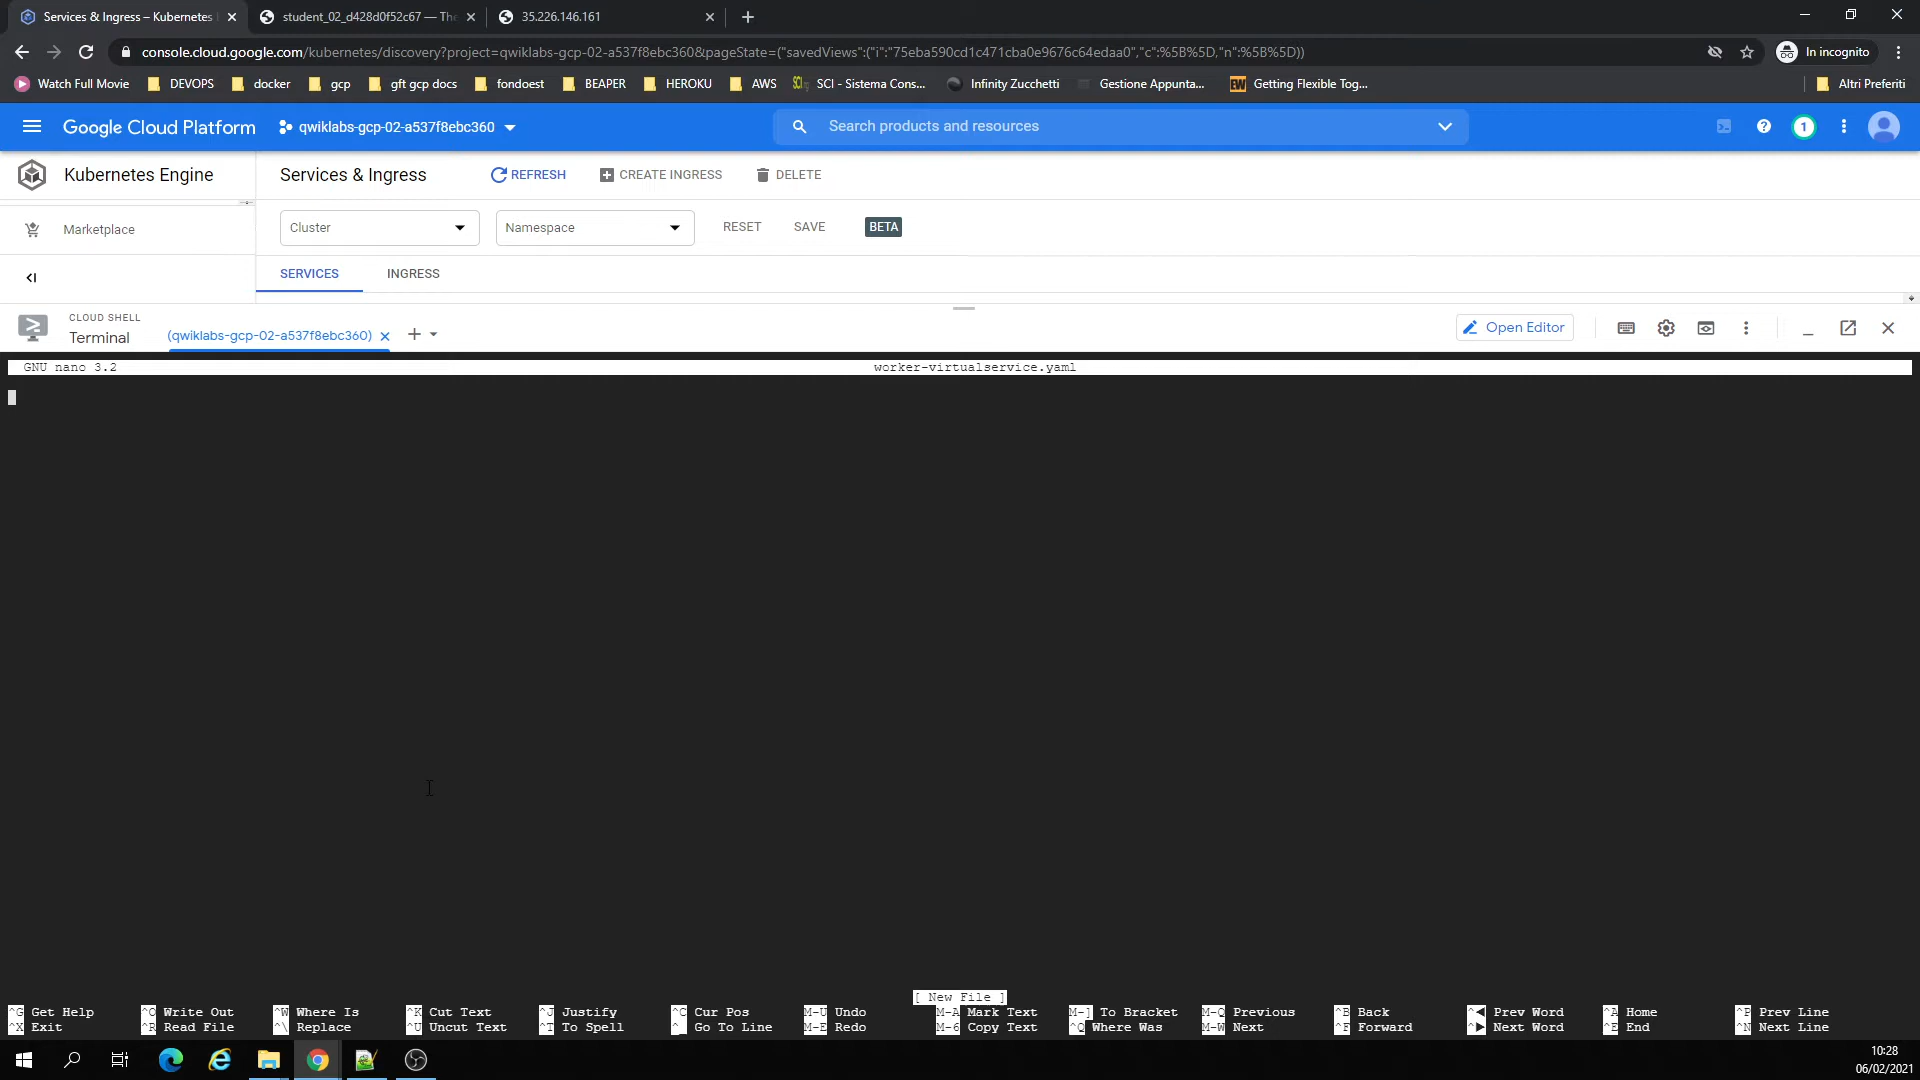 Services & Ingress – Kubernetes
student_02_d428d0f52c67 — The
35.226.146.161
console.cloud.google.com/kubernetes/discovery?project=qwiklabs-gcp-02-a537f8ebc360&pageState=("savedViews":("i":"75eba590cd1c471cba0e9676c64edaa0","c":%5B%5D,"n":%5B%5D))
In incognito
Watch Full Movie
DEVOPS
docker
gcp
gft gcp docs
fondoest
BEAPER
HEROKU
AWS
SCI - Sistema Cons...
Infinity Zucchetti
Gestione Appunta...
EW Getting Flexible Tog...
Altri Preferiti
Google Cloud Platform
qwiklabs-gcp-02-a537f8ebc360
Search products and resources
1
Kubernetes Engine
Services & Ingress
REFRESH
CREATE INGRESS
DELETE
Marketplace
Cluster
Namespace
RESET
SAVE
BETA
SERVICES
INGRESS
CLOUD SHELL
Terminal
(qwiklabs-gcp-02-a537f8ebc360)
Open Editor
GNU nano 3.2 worker-virtualservice.yaml
[ New File ]
^G Get Help ^O Write Out ^W Where Is ^K Cut Text ^J Justify ^C Cur Pos M-U Undo M-A Mark Text M-] To Bracket M-Q Previous ^B Back ^◀ Prev Word ^A Home ^P Prev Line
^X Exit ^R Read File ^\ Replace ^U Uncut Text ^T To Spell ^_ Go To Line M-E Redo M-6 Copy Text ^Q Where Was M-W Next ^F Forward ^▶ Next Word ^E End ^N Next Line
10:28
06/02/2021